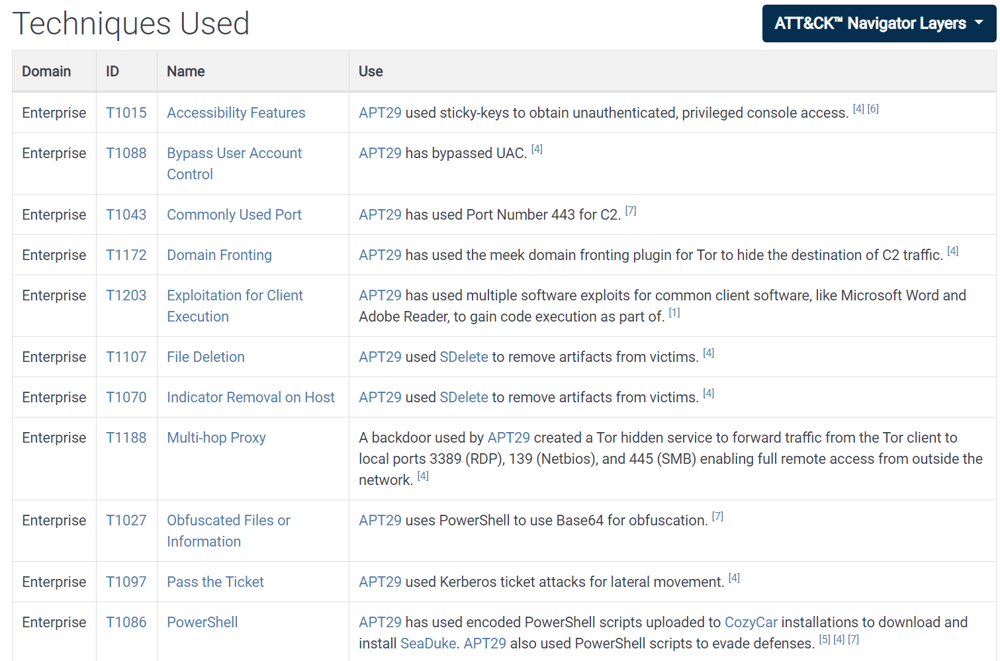 Techniques Used
ATT&CK™ Navigator Layers
Domain ID Name Use
Enterprise T1015 Accessibility Features APT29 used sticky-keys to obtain unauthenticated, privileged console access. [4] [6]
Enterprise T1088 Bypass User Account APT29 has bypassed UAC. [4]
Control
Enterprise T1043 Commonly Used Port APT29 has used Port Number 443 for C2. [7]
Enterprise T1172 Domain Fronting APT29 has used the meek domain fronting plugin for Tor to hide the destination of C2 traffic. [4]
Enterprise T1203 Exploitation for Client APT29 has used multiple software exploits for common client software, like Microsoft Word and
Execution Adobe Reader, to gain code execution as part of. [1]
Enterprise T1107 File Deletion APT29 used SDelete to remove artifacts from victims. [4]
Enterprise T1070 Indicator Removal on Host APT29 used SDelete to remove artifacts from victims. [4]
Enterprise T1188 Multi-hop Proxy A backdoor used by APT29 created a Tor hidden service to forward traffic from the Tor client to
local ports 3389 (RDP), 139 (Netbios), and 445 (SMB) enabling full remote access from outside the
network. [4]
Enterprise T1027 Obfuscated Files or APT29 uses PowerShell to use Base64 for obfuscation. [7]
Information
Enterprise T1097 Pass the Ticket APT29 used Kerberos ticket attacks for lateral movement. [4]
Enterprise T1086 PowerShell APT29 has used encoded PowerShell scripts uploaded to CozyCar installations to download and
install SeaDuke. APT29 also used PowerShell scripts to evade defenses. [5] [4] [7]